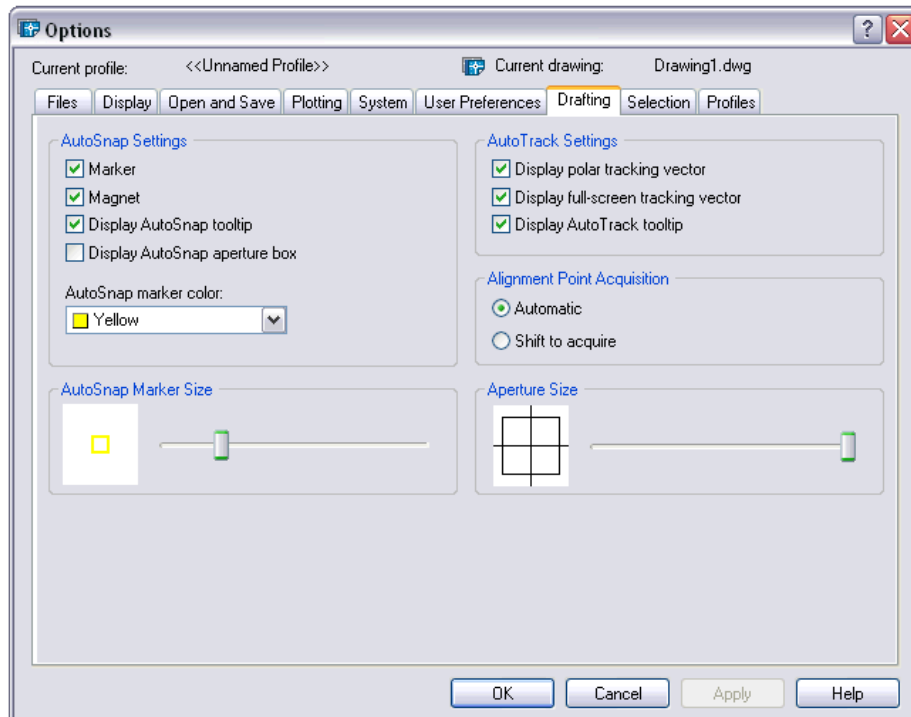 Options
?
Current profile: <<Unnamed Profile>> Current drawing: Drawing1.dwg
Files Display Open and Save Plotting System User Preferences Drafting Selection Profiles
AutoSnap Settings
Marker
Magnet
Display AutoSnap tooltip
Display AutoSnap aperture box
AutoSnap marker color:
Yellow
AutoTrack Settings
Display polar tracking vector
Display full-screen tracking vector
Display AutoTrack tooltip
Alignment Point Acquisition
Automatic
Shift to acquire
AutoSnap Marker Size
Aperture Size
OK Cancel Apply Help